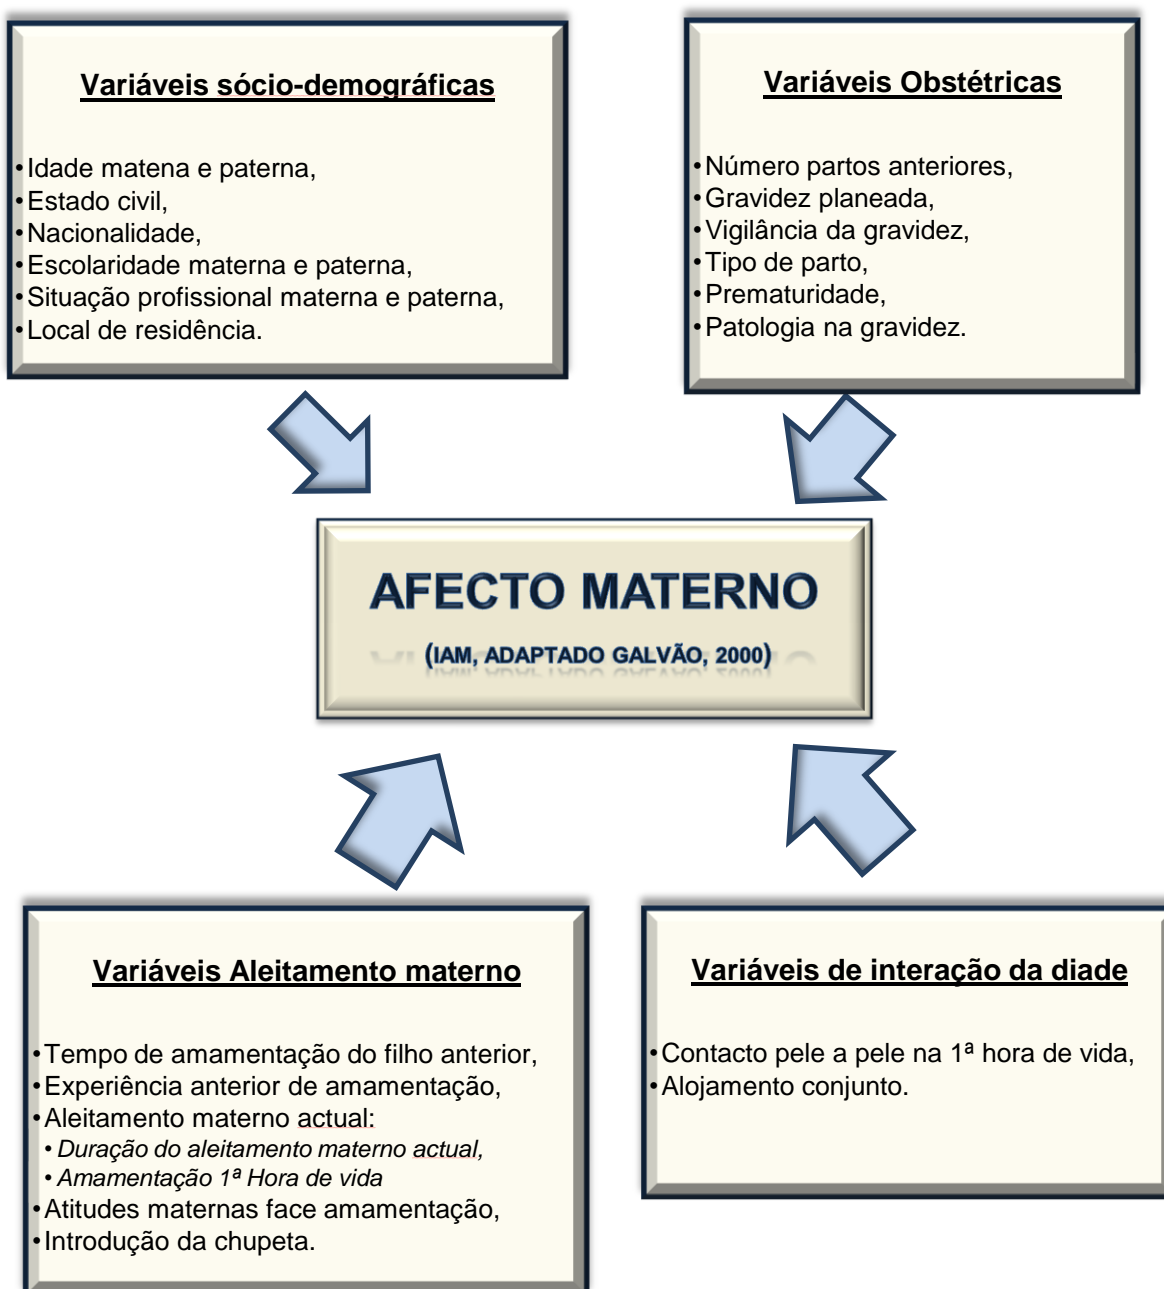 Variáveis sócio-demográficas
•Idade matena e paterna,
•Estado civil,
•Nacionalidade,
•Escolaridade materna e paterna,
•Situação profissional materna e paterna,
•Local de residência.
Variáveis Obstétricas
•Número partos anteriores,
•Gravidez planeada,
•Vigilância da gravidez,
•Tipo de parto,
•Prematuridade,
•Patologia na gravidez.
AFECTO MATERNO
(IAM, ADAPTADO GALVÃO, 2000)
Variáveis Aleitamento materno
•Tempo de amamentação do filho anterior,
•Experiência anterior de amamentação,
•Aleitamento materno actual:
•Duração do aleitamento materno actual,
•Amamentação 1ª Hora de vida
•Atitudes maternas face amamentação,
•Introdução da chupeta.
Variáveis de interação da diade
•Contacto pele a pele na 1ª hora de vida,
•Alojamento conjunto.